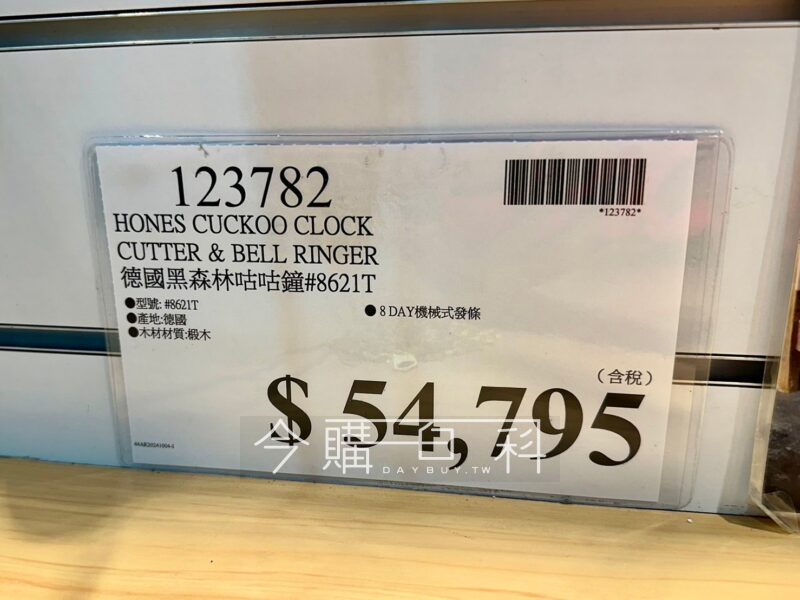 123782
*123782*
HONES CUCKOO CLOCK
CUTTER & BELL RINGER
德國黑森林咕咕鐘#8621T
●型號: #8621T
●產地:德國
●木材材質:椴木
●8 DAY機械式發條
(含稅)
$ 54,795
今購百科
DAYBUY.TW